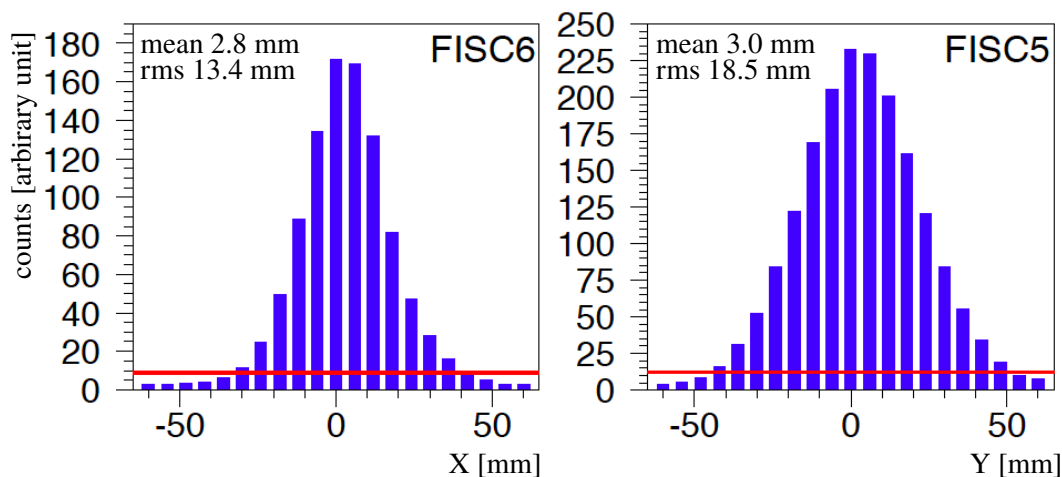 counts [arbirary unit]
mean 2.8 mm
rms 13.4 mm
FISC6
180
160
140
120
100
80
60
40
20
0
-50 0 50
X [mm]
mean 3.0 mm
rms 18.5 mm
FISC5
250
225
200
175
150
125
100
75
50
25
0
-50 0 50
Y [mm]